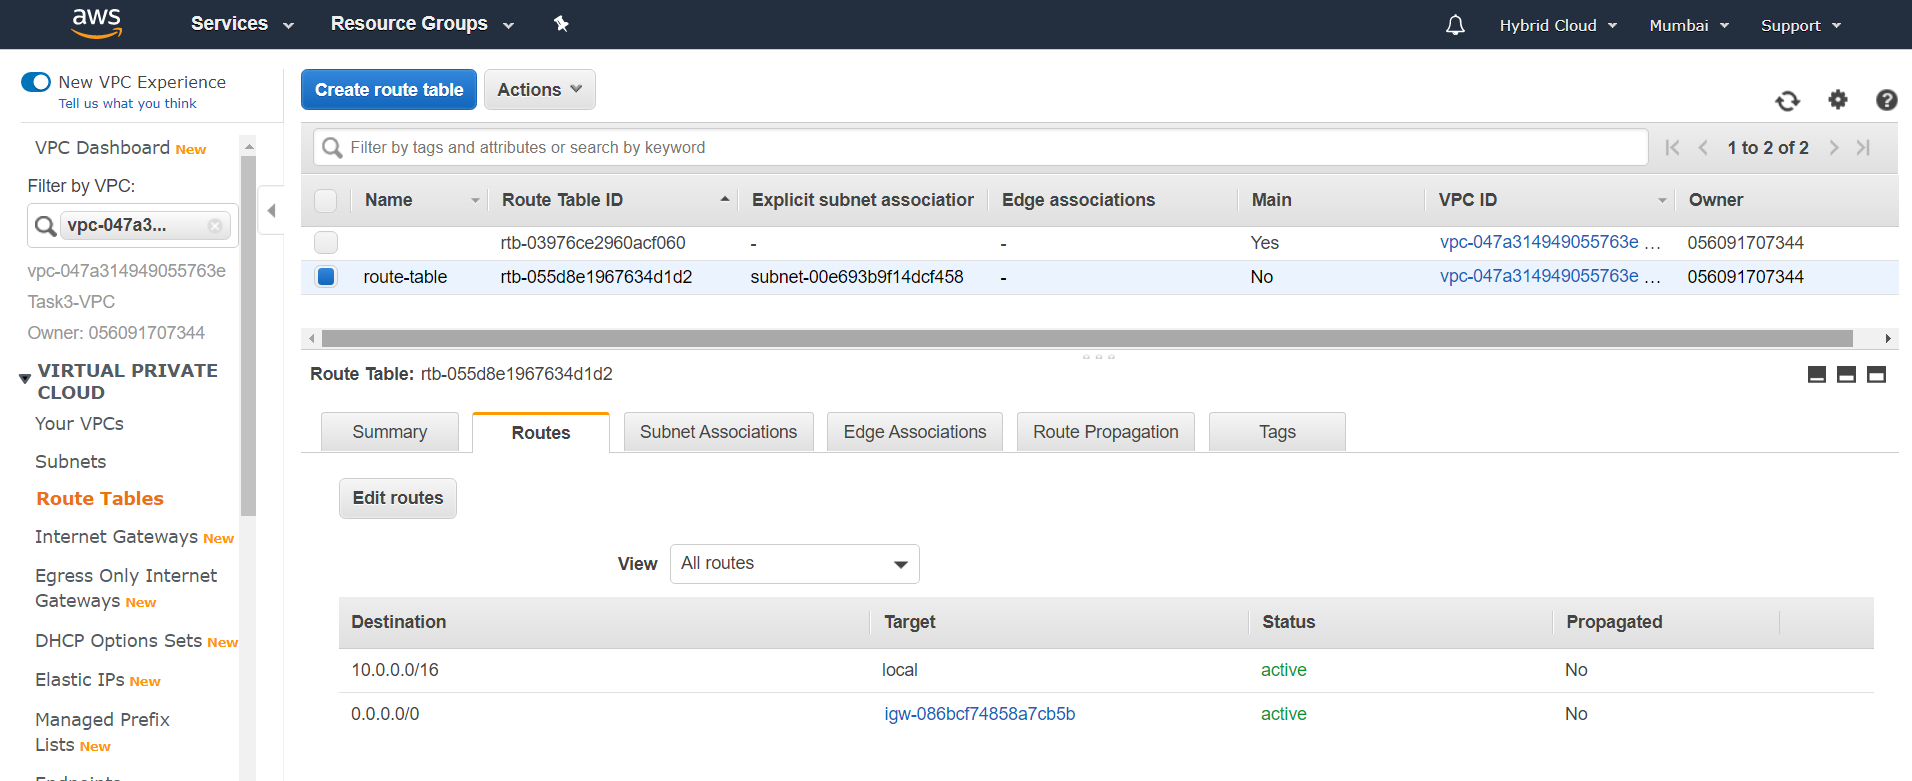 aws
Services
Resource Groups
Hybrid Cloud
Mumbai
Support
New VPC Experience
Tell us what you think
VPC Dashboard New
Filter by VPC:
vpc-047a3...
vpc-047a314949055763e
Task3-VPC
Owner: 056091707344
VIRTUAL PRIVATE
CLOUD
Your VPCs
Subnets
Route Tables
Internet Gateways New
Egress Only Internet
Gateways New
DHCP Options Sets New
Elastic IPs New
Managed Prefix
Lists New
Endpoints
Create route table
Actions
Filter by tags and attributes or search by keyword
1 to 2 of 2
Name Route Table ID Explicit subnet association Edge associations Main VPC ID Owner
rtb-03976ce2960acf060 - - Yes vpc-047a314949055763e ... 056091707344
route-table rtb-055d8e1967634d1d2 subnet-00e693b9f14dcf458 - No vpc-047a314949055763e ... 056091707344
Route Table: rtb-055d8e1967634d1d2
Summary
Routes
Subnet Associations
Edge Associations
Route Propagation
Tags
Edit routes
View All routes
Destination Target Status Propagated
10.0.0.0/16 local active No
0.0.0.0/0 igw-086bcf74858a7cb5b active No